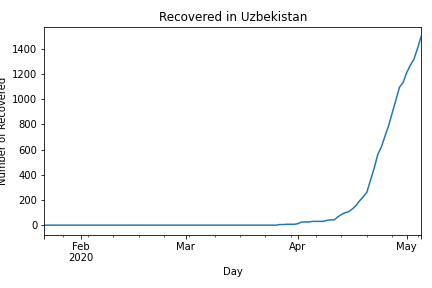 Recovered in Uzbekistan
Number of Recovered
1400
1200
1000
800
600
400
200
0
Feb
2020
Mar
Apr
May
Day